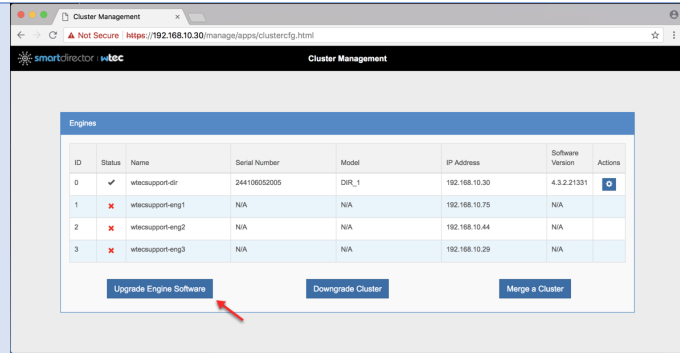 Cluster Management
Not Secure https://192.168.10.30/manage/apps/clustercfg.html
smartdirector wtec
Cluster Management
Engines
ID Status Name Serial Number Model IP Address Software Version Actions
0 wtecsupport-dir 244106052005 DIR_1 192.168.10.30 4.3.2.21331
1 wtecsupport-eng1 N/A N/A 192.168.10.75 N/A
2 wtecsupport-eng2 N/A N/A 192.168.10.44 N/A
3 wtecsupport-eng3 N/A N/A 192.168.10.29 N/A
Upgrade Engine Software Downgrade Cluster Merge a Cluster